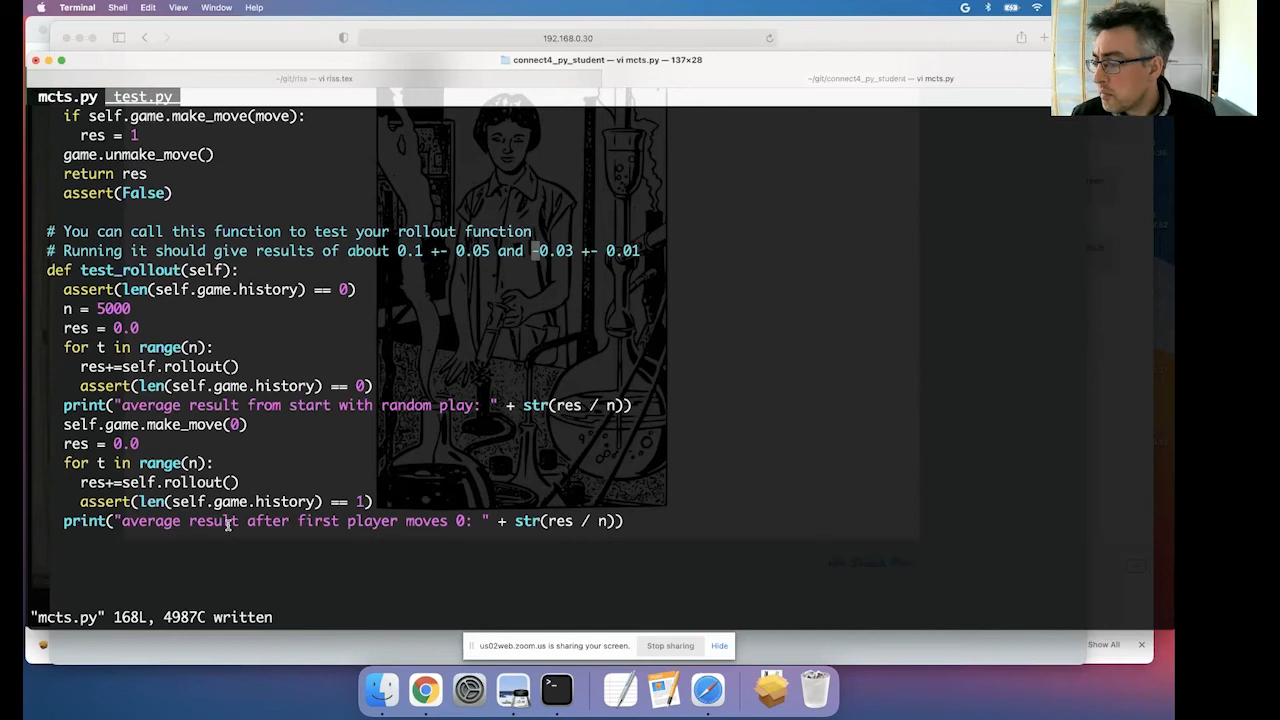 Terminal Shell Edit View Window Help
192.168.0.30
connect4_py_student — vi mcts.py — 137×28
~/git/riss — vi riss.tex
~/git/connect4_py_student — vi mcts.py
mcts.py test.py
if self.game.make_move(move):
res = 1
game.unmake_move()
return res
assert(False)
# You can call this function to test your rollout function
# Running it should give results of about 0.1 +- 0.05 and -0.03 +- 0.01
def test_rollout(self):
assert(len(self.game.history) == 0)
n = 5000
res = 0.0
for t in range(n):
res+=self.rollout()
assert(len(self.game.history) == 0)
print("average result from start with random play: " + str(res / n))
self.game.make_move(0)
res = 0.0
for t in range(n):
res+=self.rollout()
assert(len(self.game.history) == 1)
print("average result after first player moves 0: " + str(res / n))
"mcts.py" 168L, 4987C written
us02web.zoom.us is sharing your screen. Stop sharing Hide
Show All